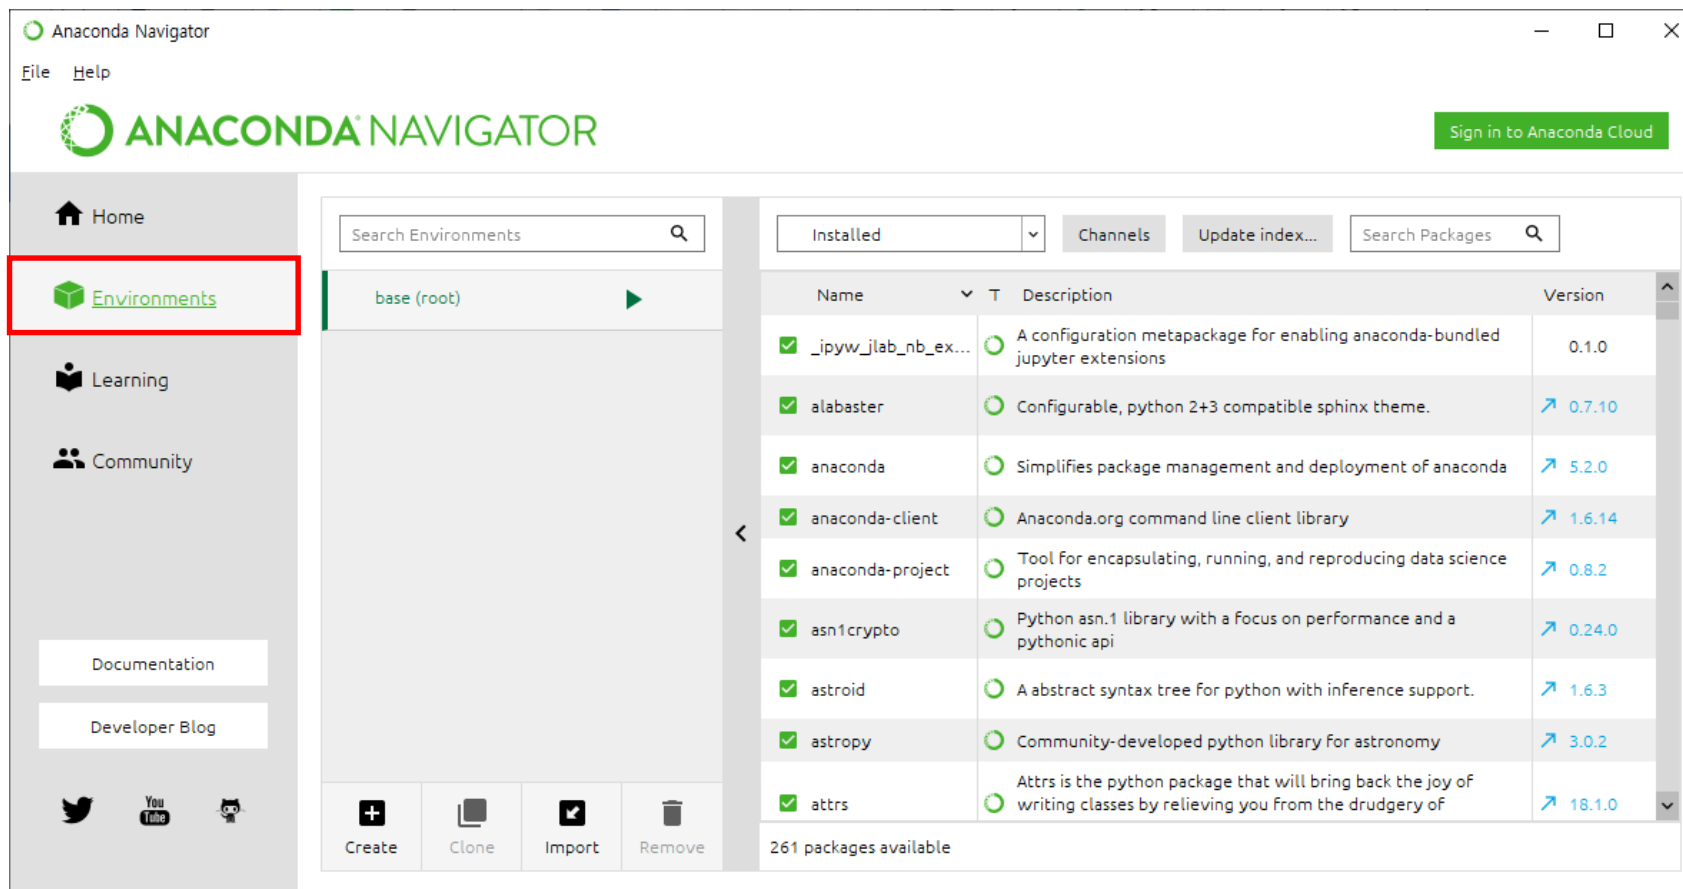 Anaconda Navigator
File Help
ANACONDA NAVIGATOR
Sign in to Anaconda Cloud
Home
Environments
Learning
Community
Documentation
Developer Blog
You
Tube
Search Environments
base (root)
Create Clone Import Remove
Installed Channels Update index... Search Packages
Name T Description Version
_ipyw_jlab_nb_ex... A configuration metapackage for enabling anaconda-bundled
jupyter extensions 0.1.0
alabaster Configurable, python 2+3 compatible sphinx theme. 0.7.10
anaconda Simplifies package management and deployment of anaconda 5.2.0
anaconda-client Anaconda.org command line client library 1.6.14
anaconda-project Tool for encapsulating, running, and reproducing data science
projects 0.8.2
asn1crypto Python asn.1 library with a focus on performance and a
pythonic api 0.24.0
astroid A abstract syntax tree for python with inference support. 1.6.3
astropy Community-developed python library for astronomy 3.0.2
attrs Attrs is the python package that will bring back the joy of
writing classes by relieving you from the drudgery of 18.1.0
261 packages available